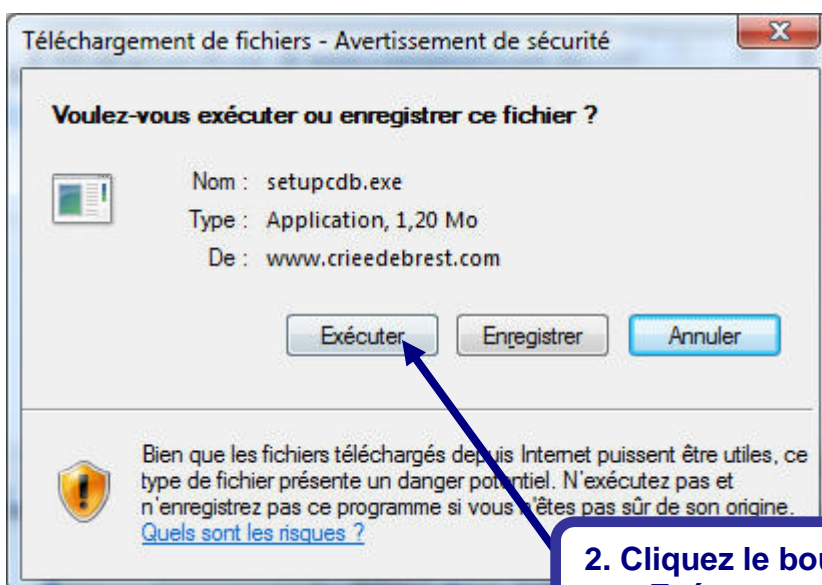 Téléchargement de fichiers - Avertissement de sécurité
Voulez-vous exécuter ou enregistrer ce fichier ?
Nom : setupcdb.exe
Type : Application, 1,20 Mo
De : www.crieedebrest.com
Exécuter Enregistrer Annuler
Bien que les fichiers téléchargés depuis Internet puissent être utiles, ce
type de fichier présente un danger potentiel. N'exécutez pas et
n'enregistrez pas ce programme si vous n'êtes pas sûr de son origine.
Quels sont les risques ?
2. Cliquez le bou